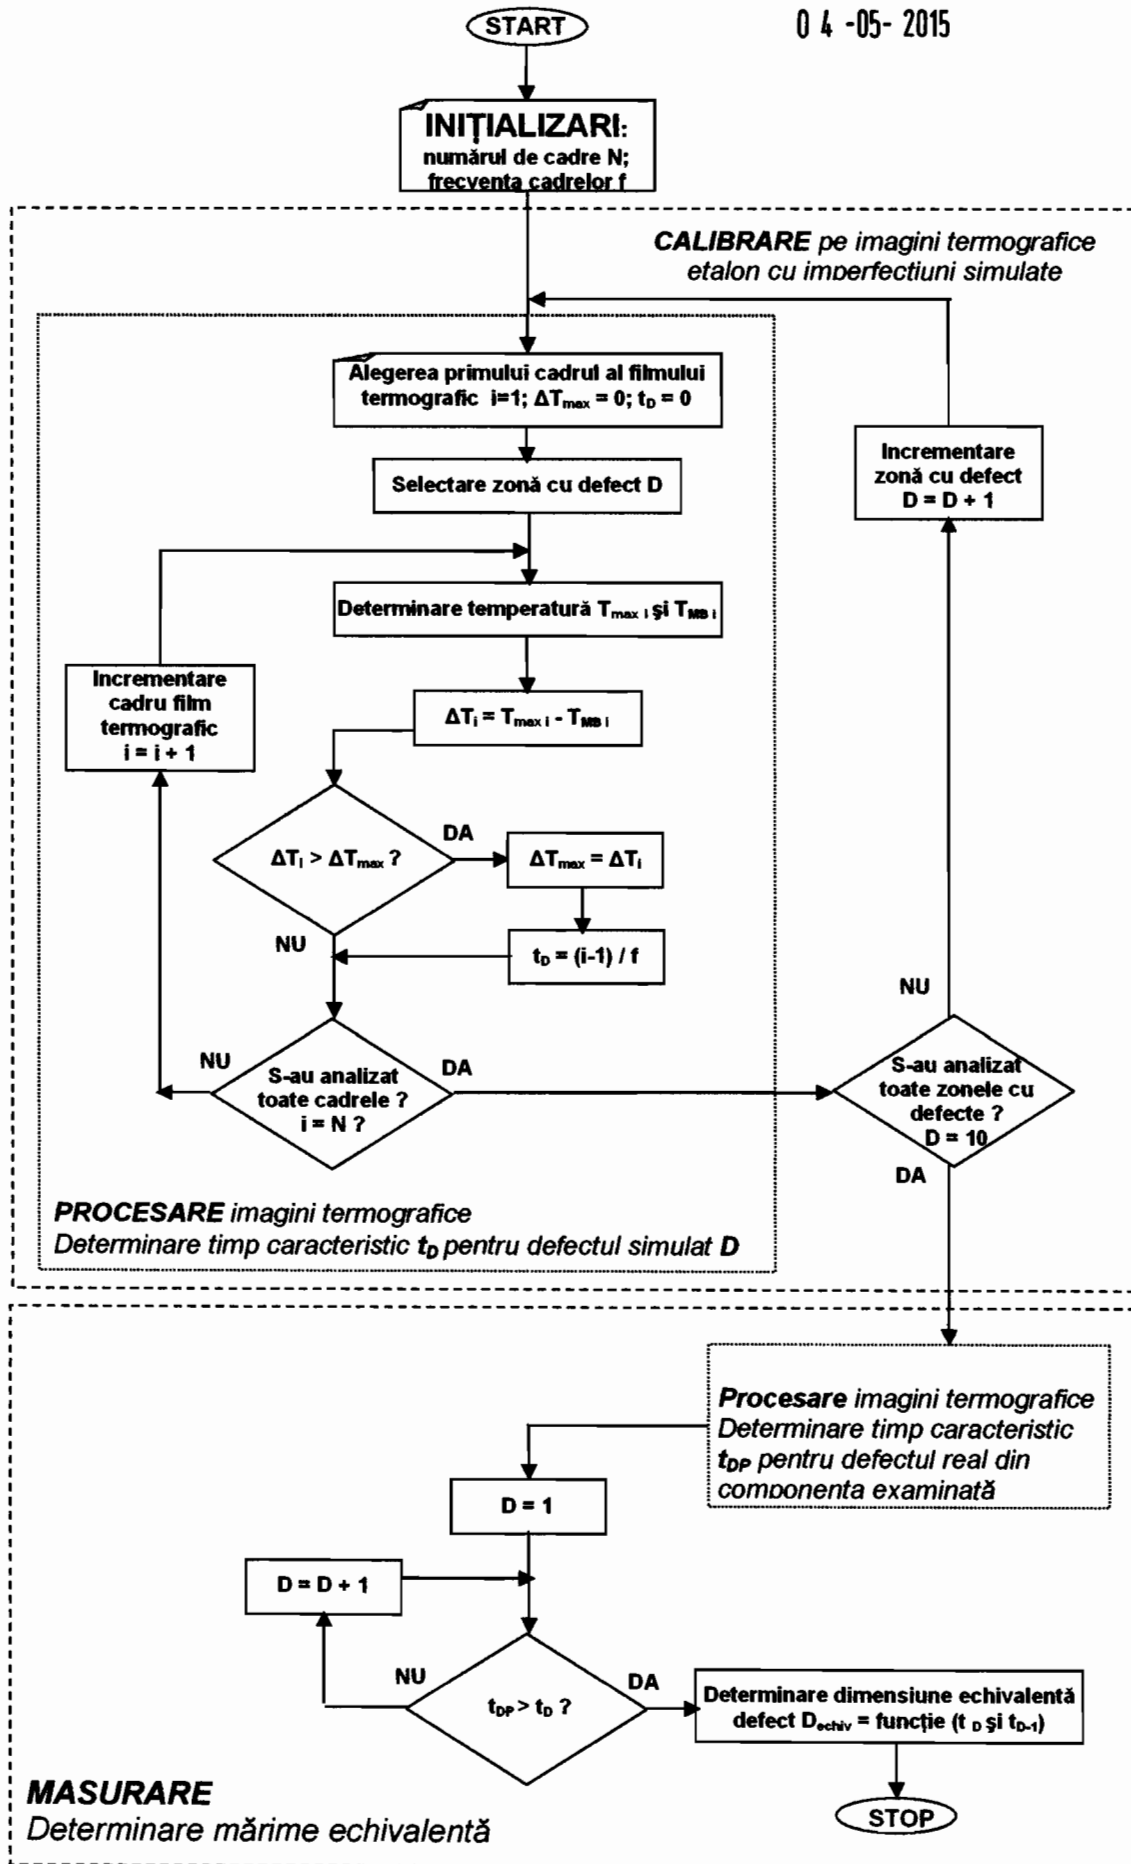 START
0 4 -05- 2015
INIȚIALIZARI:
numărul de cadre N;
frecvența cadrelor f
CALIBRARE pe imagini termografice
etalon cu imperfecțiuni simulate
Alegerea primului cadrul al filmului
termografic i=1; ΔTmax = 0; tD = 0
Selectare zonă cu defect D
Incrementare
zonă cu defect
D = D + 1
Determinare temperatură Tmax i şi TMB i
Incrementare
cadru film
termografic
i = i + 1
ΔTi = Tmax i - TMB i
ΔTi > ΔTmax ?
DA
ΔTmax = ΔTi
NU
tD = (i-1) / f
NU
S-au analizat
toate cadrele ?
i = N ?
NU
DA
S-au analizat
toate zonele cu
defecte ?
D = 10
DA
PROCESARE imagini termografice
Determinare timp caracteristic tD pentru defectul simulat D
Procesare imagini termografice
Determinare timp caracteristic
tDP pentru defectul real din
componenta examinată
D = 1
D = D + 1
NU
tDP > tD ?
DA
Determinare dimensiune echivalentă
defect Dechiv = funcție (t D şi tD-1)
STOP
MASURARE
Determinare mărime echivalentă